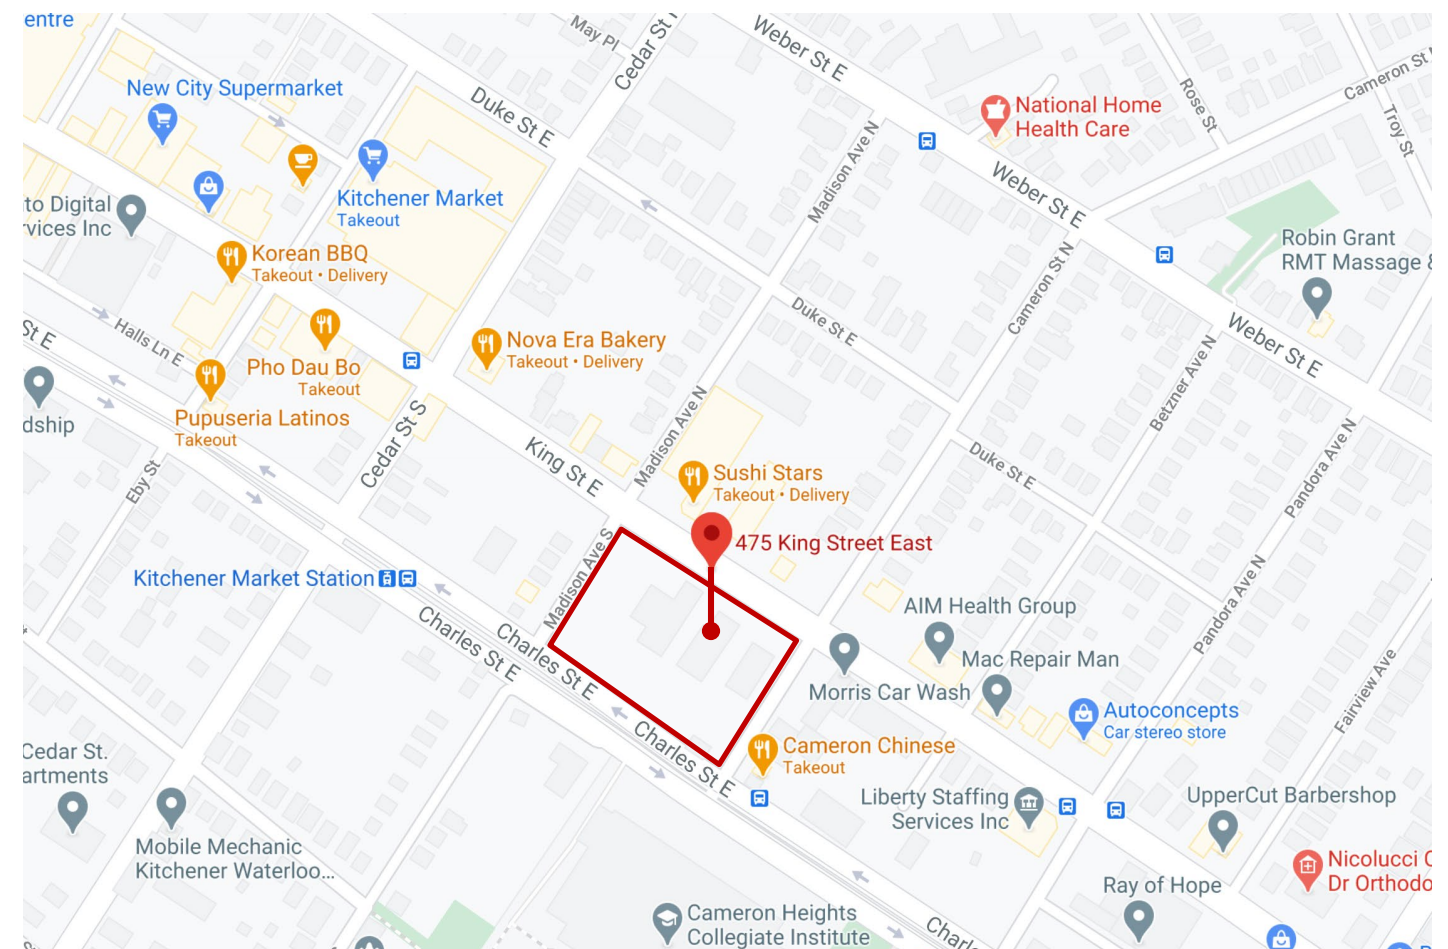 entre
May Pl
Cedar St N
Weber St E
Rose St
Cameron St N
Troy St
New City Supermarket
Duke St E
National Home
Health Care
Madison Ave N
Weber St E
Kitchener Market
Takeout
to Digital
rvices Inc
Korean BBQ
Takeout • Delivery
Robin Grant
RMT Massage &
Cameron St N
St E
Halls Ln E
Pho Dau Bo
Takeout
Nova Era Bakery
Takeout • Delivery
Duke St E
Weber St E
Betzner Ave N
dship
Pupuseria Latinos
Takeout
Cedar St S
King St E
Madison Ave N
Sushi Stars
Takeout • Delivery
Duke St E
Pandora Ave N
Eby St
475 King Street East
Kitchener Market Station
Madison Ave S
AIM Health Group
Pandora Ave N
Charles St E
Charles St E
Mac Repair Man
Morris Car Wash
Fairview Ave
Autoconcepts
Car stereo store
Charles St E
Cameron Chinese
Takeout
Cedar St.
artments
Liberty Staffing
Services Inc
UpperCut Barbershop
Mobile Mechanic
Kitchener Waterloo...
Nicolucci
Dr Orthodo
Ray of Hope
Cameron Heights
Collegiate Institute
Charl